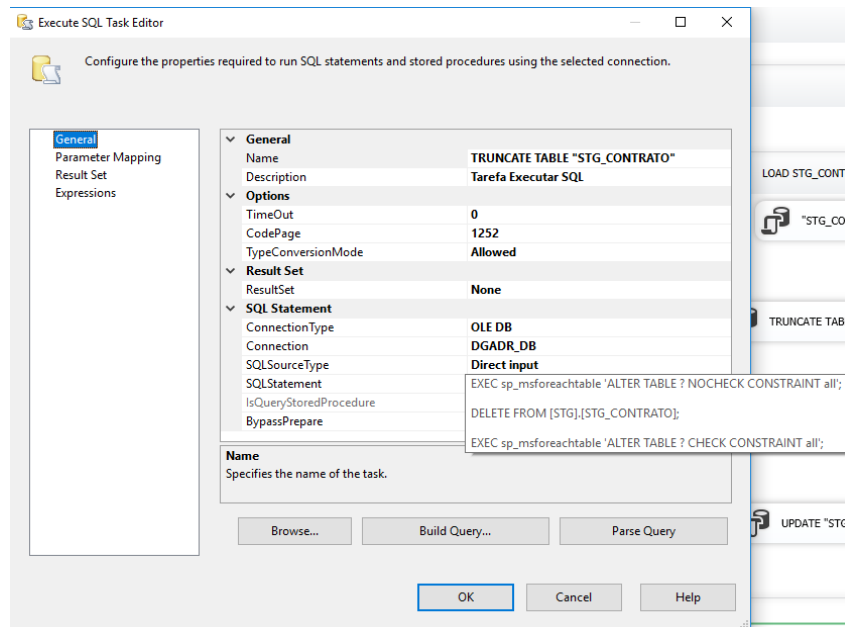 Execute SQL Task Editor
Configure the properties required to run SQL statements and stored procedures using the selected connection.
General
Parameter Mapping
Result Set
Expressions
General
Name TRUNCATE TABLE "STG_CONTRATO"
Description Tarefa Executar SQL
Options
TimeOut 0
CodePage 1252
TypeConversionMode Allowed
Result Set
ResultSet None
SQL Statement
ConnectionType OLE DB
Connection DGADR_DB
SQLSourceType Direct input
SQLStatement
IsQueryStoredProcedure
BypassPrepare
EXEC sp_msforeachtable 'ALTER TABLE ? NOCHECK CONSTRAINT all';
DELETE FROM [STG].[STG_CONTRATO];
EXEC sp_msforeachtable 'ALTER TABLE ? CHECK CONSTRAINT all';
Name
Specifies the name of the task.
Browse...
Build Query...
Parse Query
OK
Cancel
Help
LOAD STG_CONT
"STG_CO
TRUNCATE TAB
UPDATE "STG